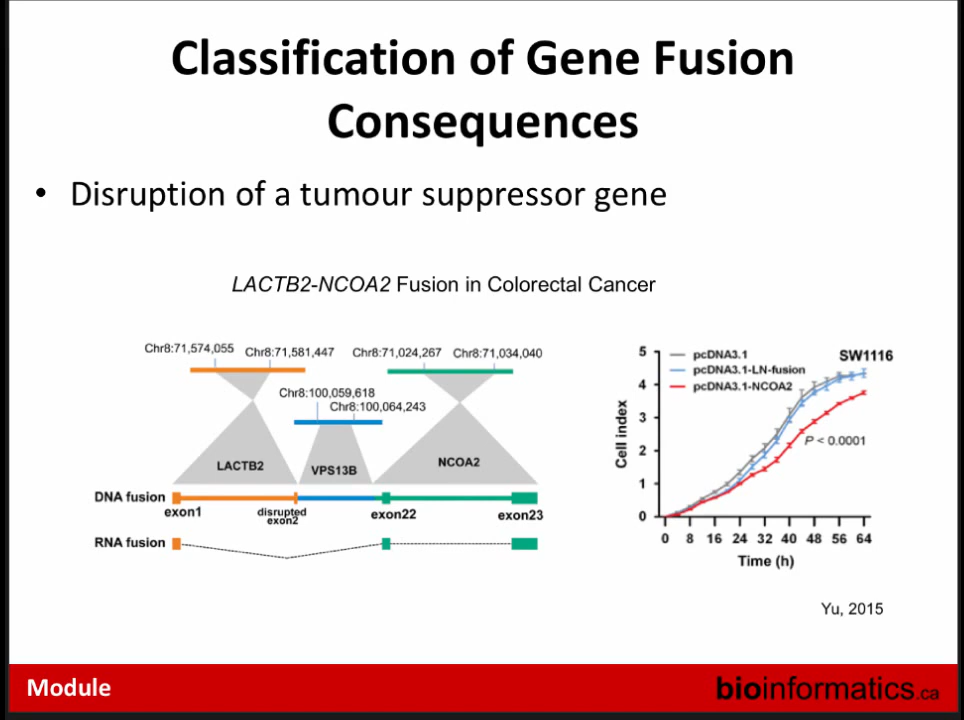 Classification of Gene Fusion
Consequences
• Disruption of a tumour suppressor gene
LACTB2-NCOA2 Fusion in Colorectal Cancer
Chr8:71,574,055
Chr8:71,581,447
Chr8:71,024,267
Chr8:71,034,040
Chr8:100,059,618
Chr8:100,064,243
LACTB2
VPS13B
NCOA2
DNA fusion
exon1
disrupted
exon2
exon22
exon23
RNA fusion
5
4
3
2
1
0
Cell index
pcDNA3.1
pcDNA3.1-LN-fusion
pcDNA3.1-NCOA2
SW1116
P < 0.0001
0 8 16 24 32 40 48 56 64
Time (h)
Yu, 2015
Module
bioinformatics.ca